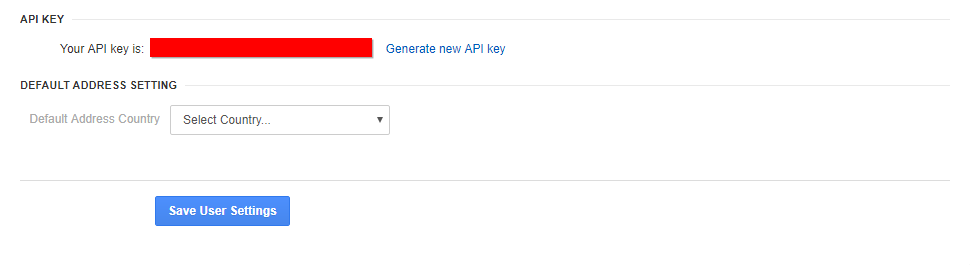 API KEY
Your API key is: Generate new API key
DEFAULT ADDRESS SETTING
Default Address Country Select Country...
Save User Settings